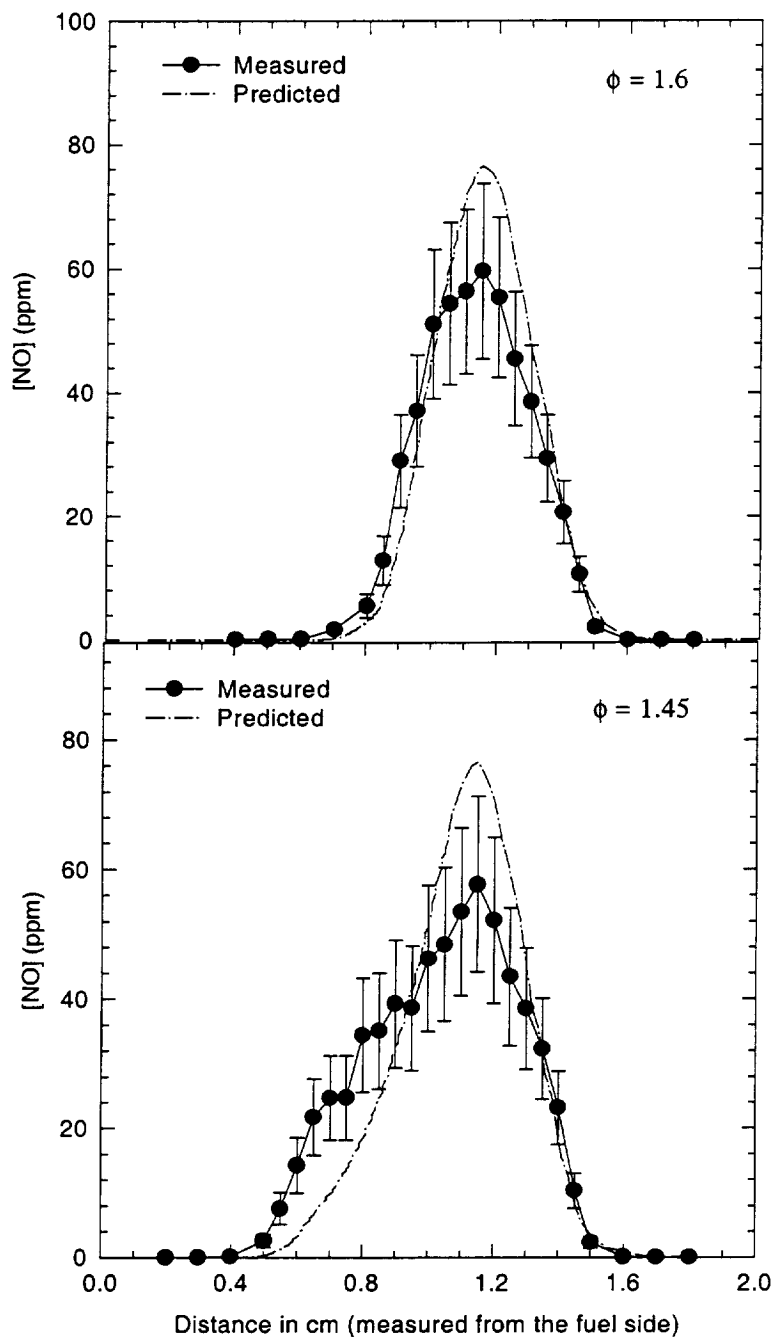 100
80
60
40
20
0
[NO] (ppm)
Measured
Predicted
ϕ = 1.6
80
60
40
20
0
[NO] (ppm)
Measured
Predicted
ϕ = 1.45
0.0 0.4 0.8 1.2 1.6 2.0
Distance in cm (measured from the fuel side)